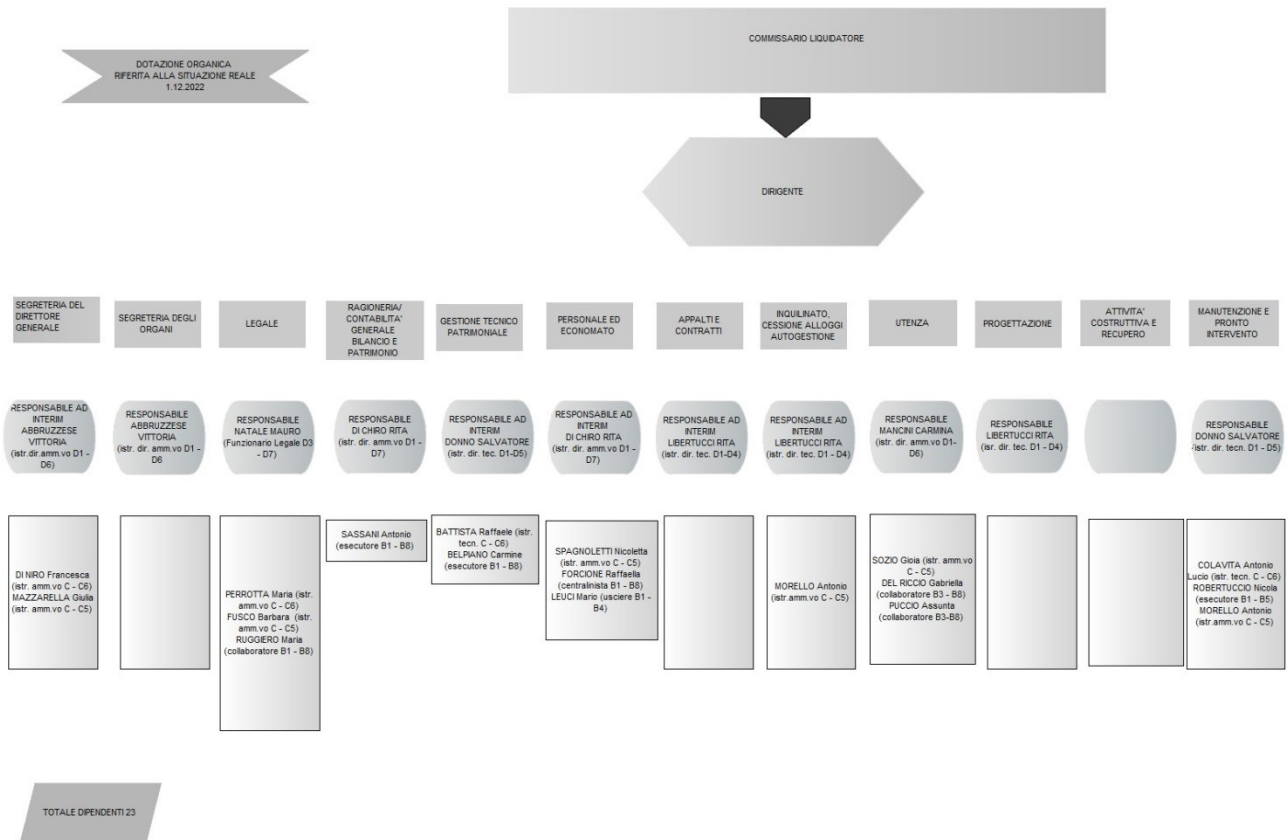 DOTAZIONE ORGANICA
RIFERITA ALLA SITUAZIONE REALE
1.12.2022
COMMISSARIO LIQUIDATORE
DIRIGENTE
SEGRETERIA DEL
DIRETTORE
GENERALE
SEGRETERIA DEGLI
ORGANI
LEGALE
RAGIONERIA/
CONTABILITA'
GENERALE
BILANCIO E
PATRIMONIO
GESTIONE TECNICO
PATRIMONIALE
PERSONALE ED
ECONOMATO
APPALTI E
CONTRATTI
INQUILINATO,
CESSIONE ALLOGGI
AUTOGESTIONE
UTENZA
PROGETTAZIONE
ATTIVITA'
COSTRUTTIVA E
RECUPERO
MANUTENZIONE E
PRONTO
INTERVENTO
RESPONSABILE AD
INTERIM
ABBRUZZESE
VITTORIA
(istr.dir.amm.vo D1 -
D6)
RESPONSABILE
ABBRUZZESE
VITTORIA
(istr. dir. amm.vo D1 -
D6
RESPONSABILE
NATALE MAURO
(Funzionario Legale D3
- D7)
RESPONSABILE
DI CHIRO RITA
(istr. dir. amm.vo D1 -
D7)
RESPONSABILE AD
INTERIM
DONNO SALVATORE
(istr. dir. tec. D1-D5)
RESPONSABILE AD
INTERIM
DI CHIRO RITA
(istr. dir. amm.vo D1 -
D7)
RESPONSABILE AD
INTERIM
LIBERTUCCI RITA
(istr. dir. tec. D1-D4)
RESPONSABILE AD
INTERIM
LIBERTUCCI RITA
(istr. dir. tec. D1 - D4)
RESPONSABILE
MANCINI CARMINA
(istr. dir. amm.vo D1-
D6)
RESPONSABILE
LIBERTUCCI RITA
(isr. dir. tec. D1 - D4)
RESPONSABILE
DONNO SALVATORE
(istr. dir. tecn. D1 - D5)
DI NIRO Francesca
(istr. amm.vo C - C6)
MAZZARELLA Giulia
(istr. amm.vo C - C5)
PERROTTA Maria (istr.
amm.vo C - C6)
FUSCO Barbara (istr.
amm.vo C - C5)
RUGGIERO Maria
(collaboratore B1 - B8)
SASSANI Antonio
(esecutore B1 - B8)
BATTISTA Raffaele (istr.
tecn. C - C6)
BELPIANO Carmine
(esecutore B1 - B8)
SPAGNOLETTI Nicoletta
(istr. amm.vo C - C5)
FORCIONE Raffaella
(centralinista B1 - B8)
LEUCI Mario (usciere B1 -
B4)
MORELLO Antonio
(istr.amm.vo C - C5)
SOZIO Gioia (istr. amm.vo
C - C5)
DEL RICCIO Gabriella
(collaboratore B3 - B8)
PUCCIO Assunta
(collaboratore B3-B8)
COLAVITA Antonio
Lucio (istr. tecn. C - C6)
ROBERTUCCIO Nicola
(esecutore B1 - B5)
MORELLO Antonio
(istr.amm.vo C - C5)
TOTALE DIPENDENTI 23